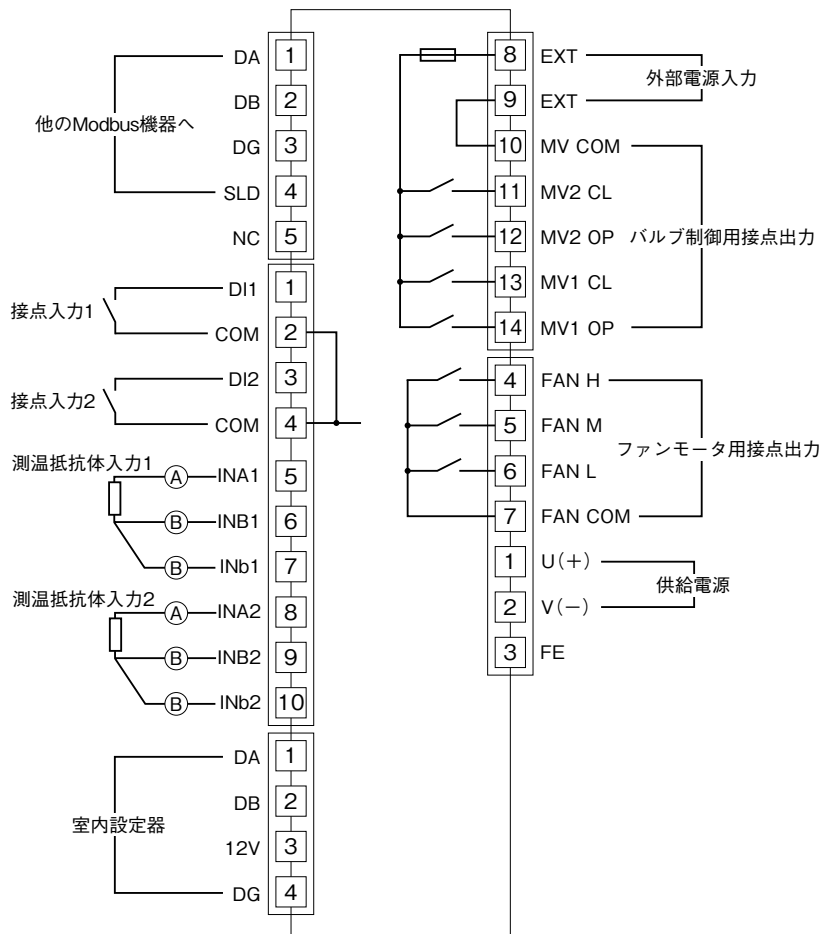 DA 1
DB 2
他のModbus機器へ
DG 3
SLD 4
NC 5
DI1 1
接点入力1
COM 2
DI2 3
接点入力2
COM 4
測温抵抗体入力1
A INA1 5
B INB1 6
B INb1 7
測温抵抗体入力2
A INA2 8
B INB2 9
B INb2 10
DA 1
DB 2
室内設定器
12V 3
DG 4
8 EXT
外部電源入力
9 EXT
10 MV COM
11 MV2 CL
12 MV2 OP バルブ制御用接点出力
13 MV1 CL
14 MV1 OP
4 FAN H
5 FAN M
ファンモータ用接点出力
6 FAN L
7 FAN COM
1 U(+)
供給電源
2 V(−)
3 FE